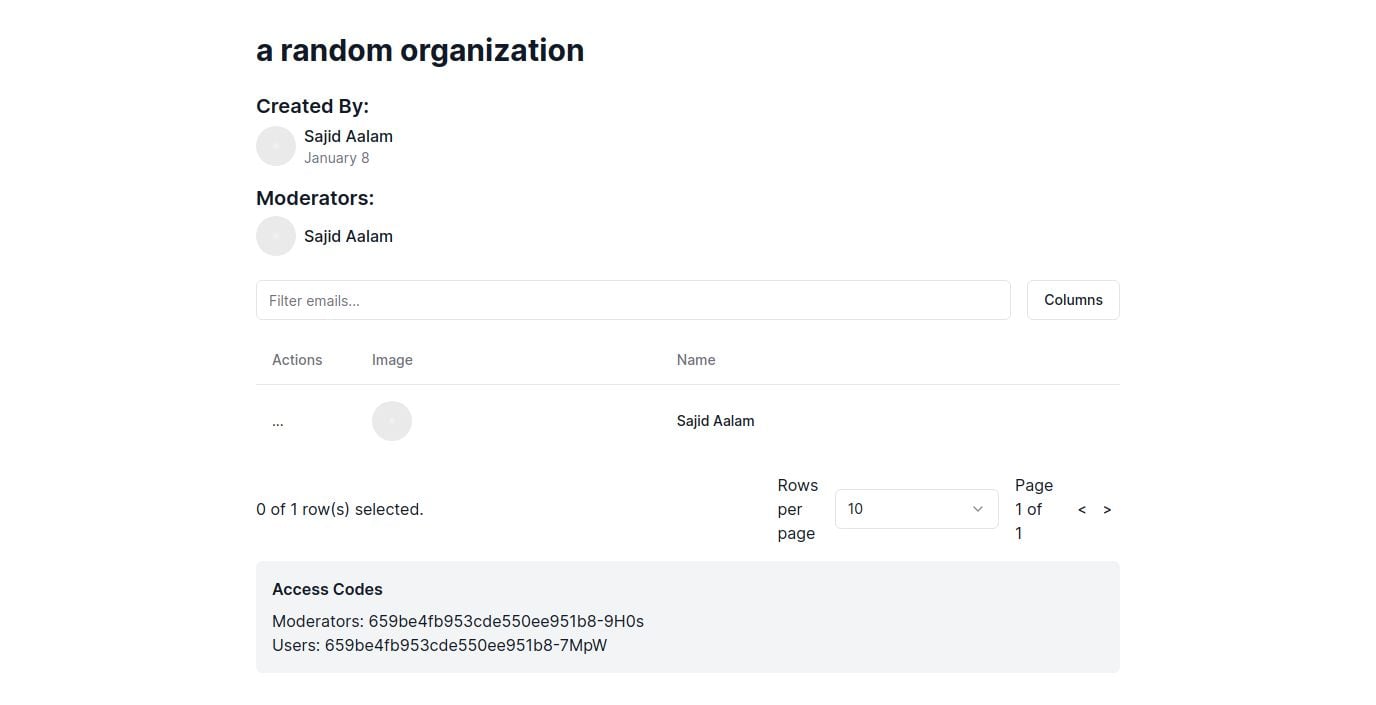 a random organization
Created By:
Sajid Aalam
January 8
Moderators:
Sajid Aalam
Filter emails...
Columns
Actions Image Name
... Sajid Aalam
0 of 1 row(s) selected.
Rows
per
page
10
Page
1 of
1
< >
Access Codes
Moderators: 659be4fb953cde550ee951b8-9H0s
Users: 659be4fb953cde550ee951b8-7MpW